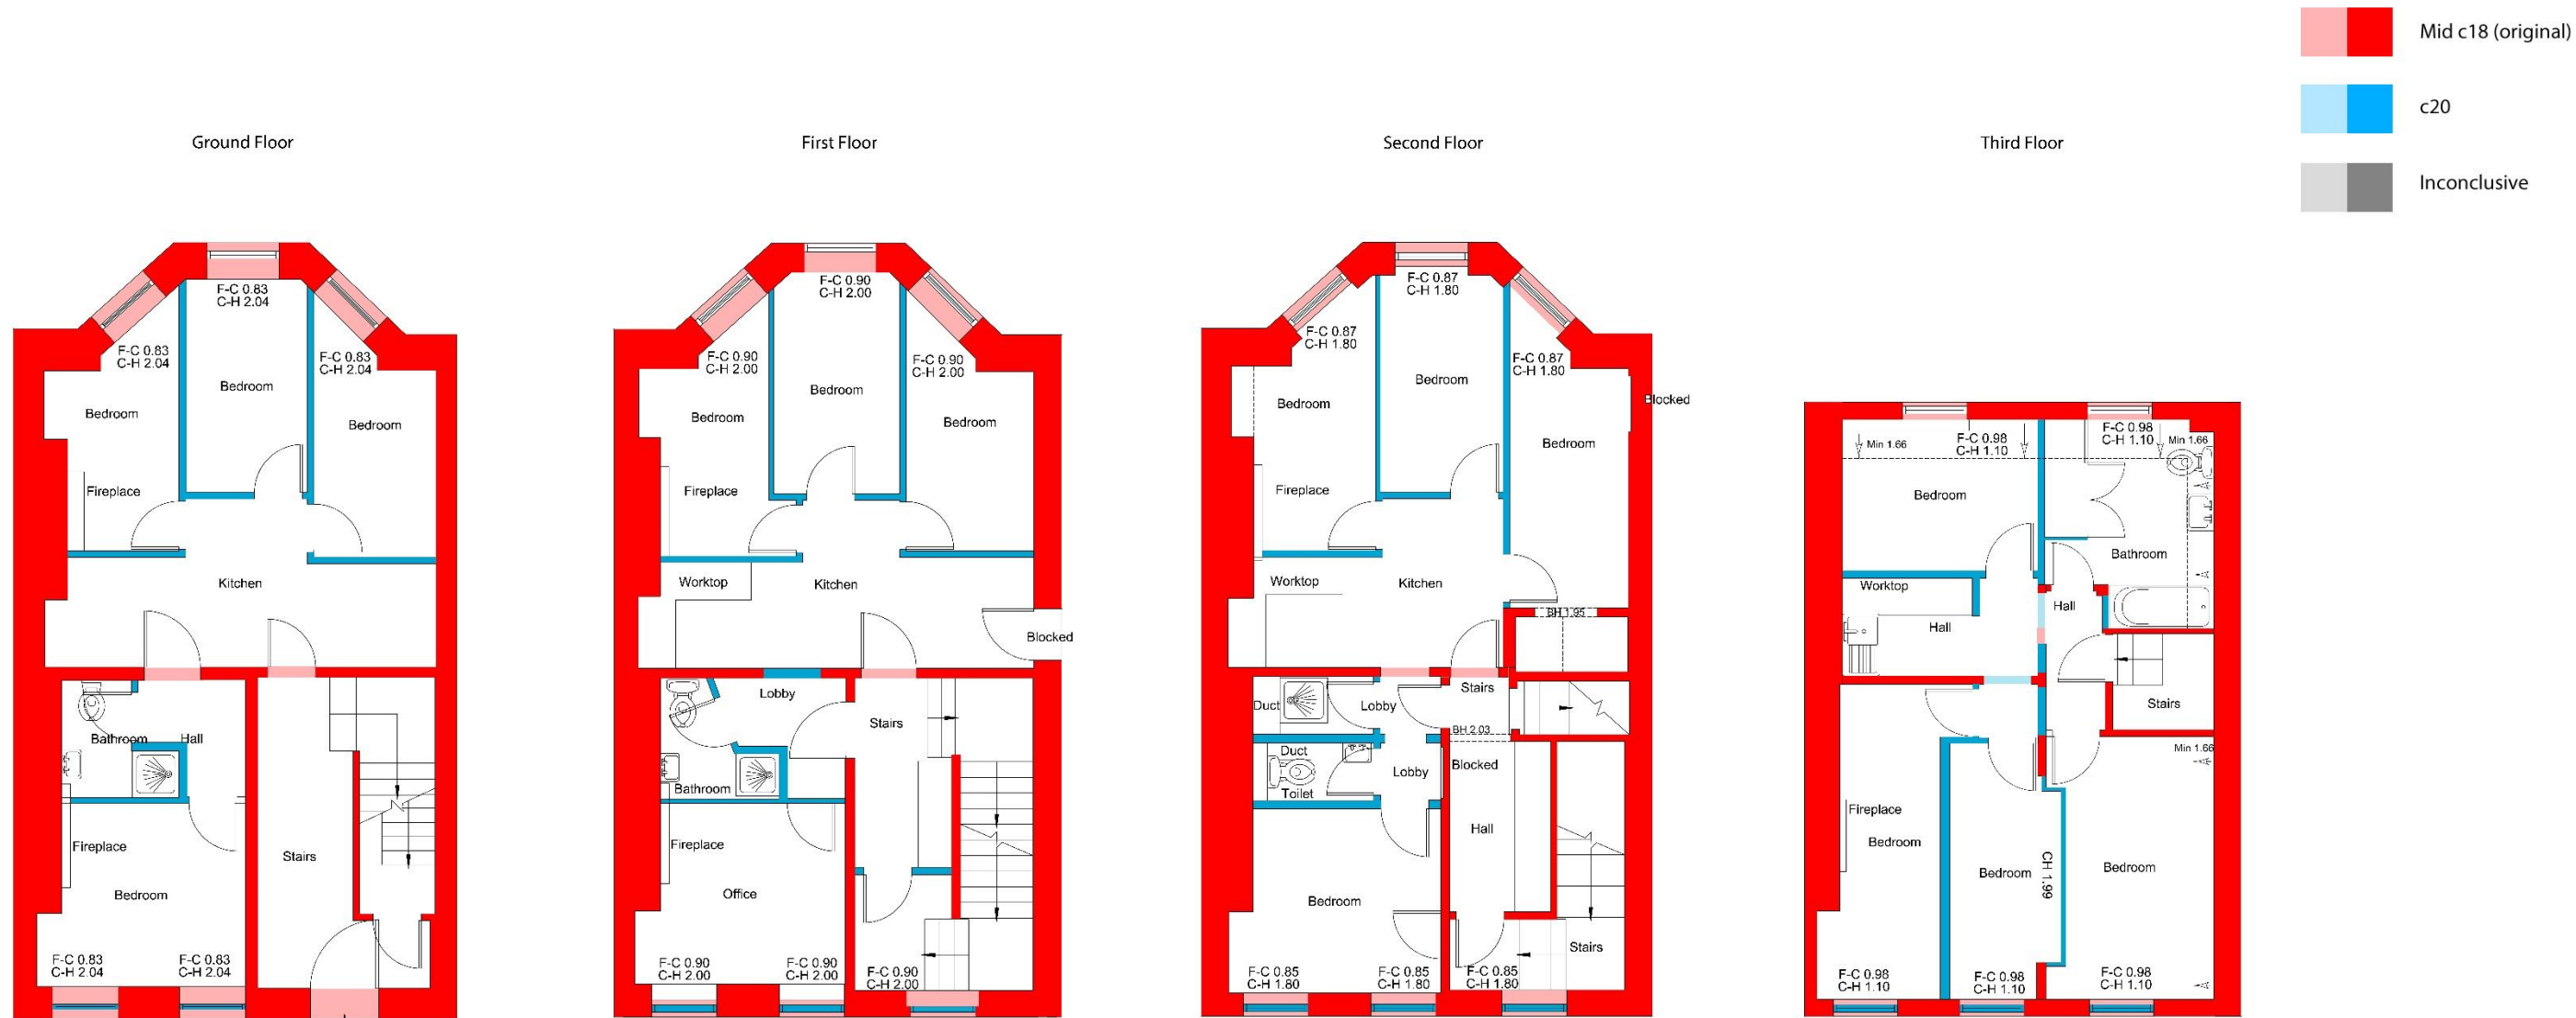 Mid c18 (original)
c20
Inconclusive
Ground Floor
First Floor
Second Floor
Third Floor
F-C 0.83
C-H 2.04
F-C 0.83
C-H 2.04
F-C 0.83
C-H 2.04
Bedroom
Bedroom
Bedroom
Fireplace
Kitchen
Bathroom
Hall
Fireplace
Stairs
Bedroom
F-C 0.83
C-H 2.04
F-C 0.83
C-H 2.04
F-C 0.90
C-H 2.00
F-C 0.90
C-H 2.00
F-C 0.90
C-H 2.00
Bedroom
Bedroom
Bedroom
Fireplace
Worktop
Kitchen
Blocked
Lobby
Stairs
Bathroom
Fireplace
Office
F-C 0.90
C-H 2.00
F-C 0.90
C-H 2.00
F-C 0.90
C-H 2.00
F-C 0.87
C-H 1.80
F-C 0.87
C-H 1.80
F-C 0.87
C-H 1.80
Bedroom
Bedroom
Blocked
Bedroom
Fireplace
Worktop
Kitchen
BH 1.95
Stairs
Duct
Lobby
BH 2.03
Duct
Blocked
Lobby
Toilet
Hall
Bedroom
Stairs
F-C 0.85
C-H 1.80
F-C 0.85
C-H 1.80
F-C 0.85
C-H 1.80
Min 1.66
F-C 0.98
C-H 1.10
F-C 0.98
C-H 1.10
Min 1.66
Bedroom
Bathroom
Worktop
Hall
Hall
Stairs
Min 1.66
Fireplace
Bedroom
Bedroom
CH 1.99
Bedroom
F-C 0.98
C-H 1.10
F-C 0.98
C-H 1.10
F-C 0.98
C-H 1.10